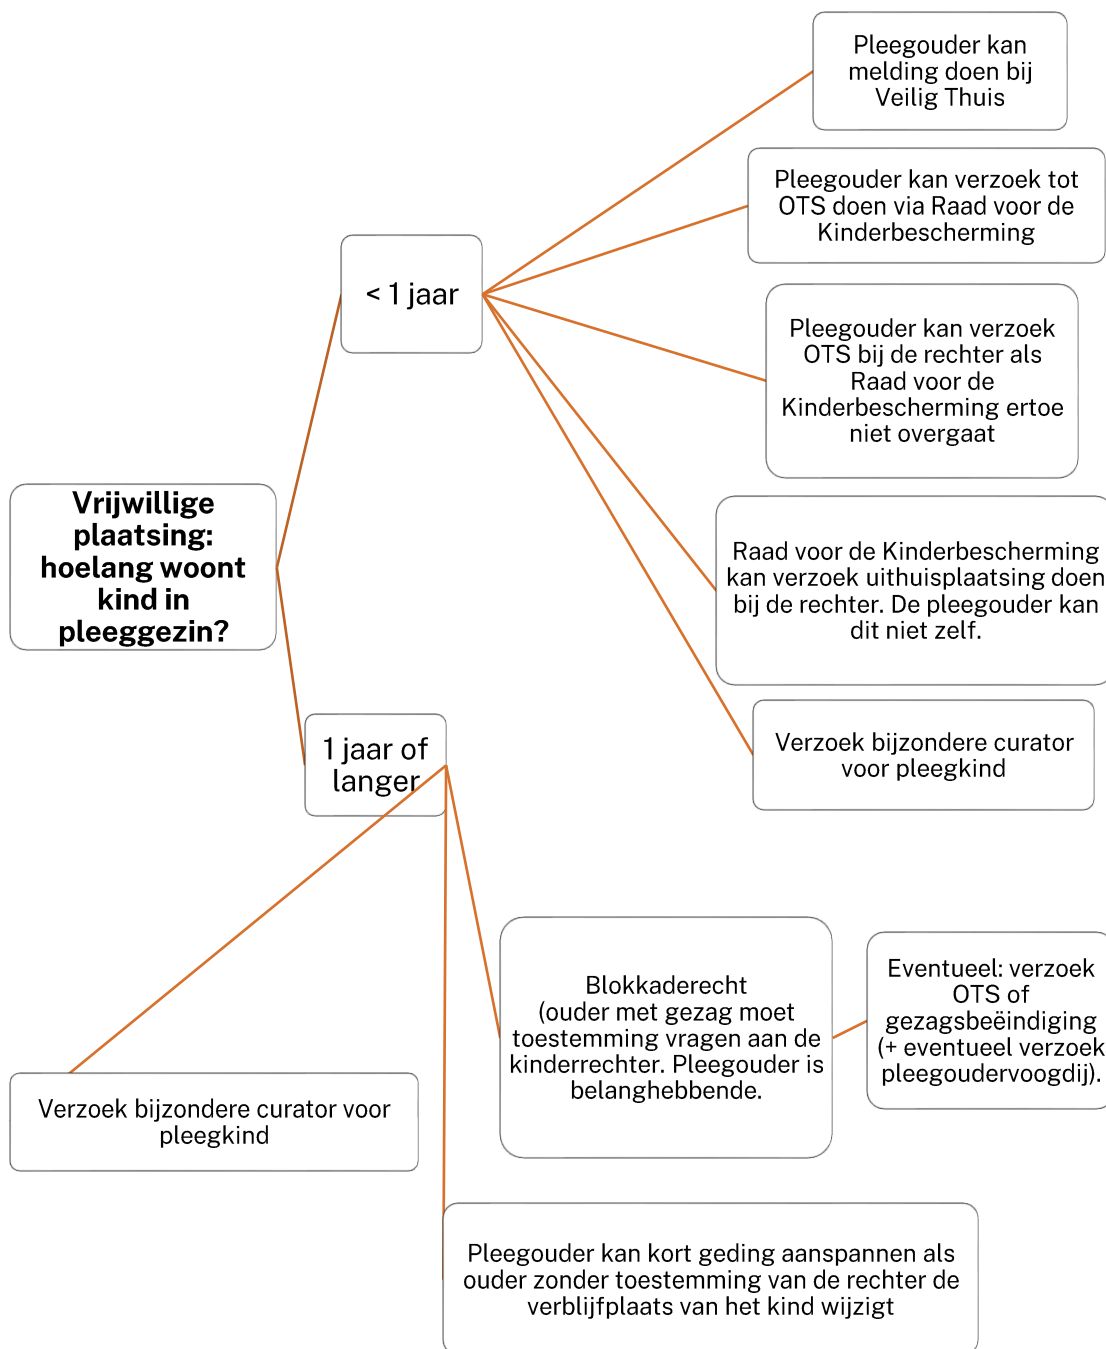 Vrijwillige
plaatsing:
hoelang woont
kind in
pleeggezin?
< 1 jaar
Pleegouder kan
melding doen bij
Veilig Thuis
Pleegouder kan verzoek tot
OTS doen via Raad voor de
Kinderbescherming
Pleegouder kan verzoek
OTS bij de rechter als
Raad voor de
Kinderbescherming ertoe
niet overgaat
Raad voor de Kinderbescherming
kan verzoek uithuisplaatsing doen
bij de rechter. De pleegouder kan
dit niet zelf.
Verzoek bijzondere curator
voor pleegkind
1 jaar of
langer
Blokkaderecht
(ouder met gezag moet
toestemming vragen aan de
kinderrechter. Pleegouder is
belanghebbende.
Eventueel: verzoek
OTS of
gezagsbeëindiging
(+ eventueel verzoek
pleegoudervoogdij).
Verzoek bijzondere curator voor
pleegkind
Pleegouder kan kort geding aanspannen als
ouder zonder toestemming van de rechter de
verblijfplaats van het kind wijzigt